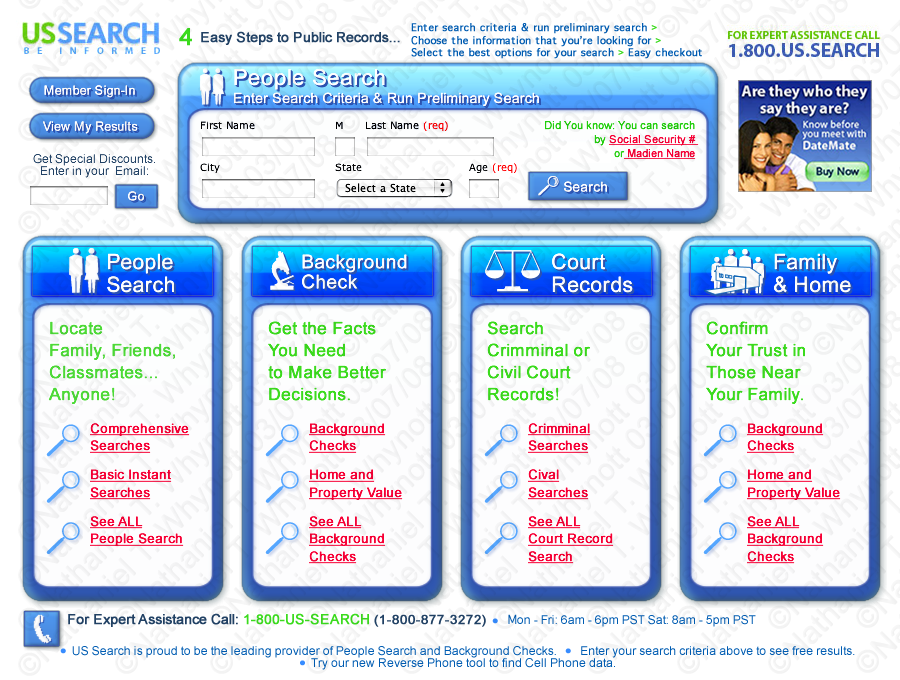 US SEARCH
BE INFORMED
4 Easy Steps to Public Records...
Enter search criteria & run preliminary search >
Choose the information that you're looking for >
Select the best options for your search > Easy checkout
FOR EXPERT ASSISTANCE CALL
1.800.US.SEARCH
Member Sign-In
View My Results
Get Special Discounts.
Enter in your Email:
Go
People Search
Enter Search Criteria & Run Preliminary Search
First Name
M
Last Name (req)
Did You know: You can search
by Social Security #
or Madien Name
City
State
Age (req)
Select a State
Search
Are they who they
say they are?
Know before
you meet with
DateMate
Buy Now
People
Search
Locate
Family, Friends,
Classmates...
Anyone!
Comprehensive
Searches
Basic Instant
Searches
See ALL
People Search
Background
Check
Get the Facts
You Need
to Make Better
Decisions.
Background
Checks
Home and
Property Value
See ALL
Background
Checks
Court
Records
Search
Crimminal or
Civil Court
Records!
Crimminal
Searches
Cival
Searches
See ALL
Court Record
Search
Family
& Home
Confirm
Your Trust in
Those Near
Your Family.
Background
Checks
Home and
Property Value
See ALL
Background
Checks
For Expert Assistance Call: 1-800-US-SEARCH (1-800-877-3272) • Mon - Fri: 6am - 6pm PST Sat: 8am - 5pm PST
• US Search is proud to be the leading provider of People Search and Background Checks. • Enter your search criteria above to see free results.
• Try our new Reverse Phone tool to find Cell Phone data.